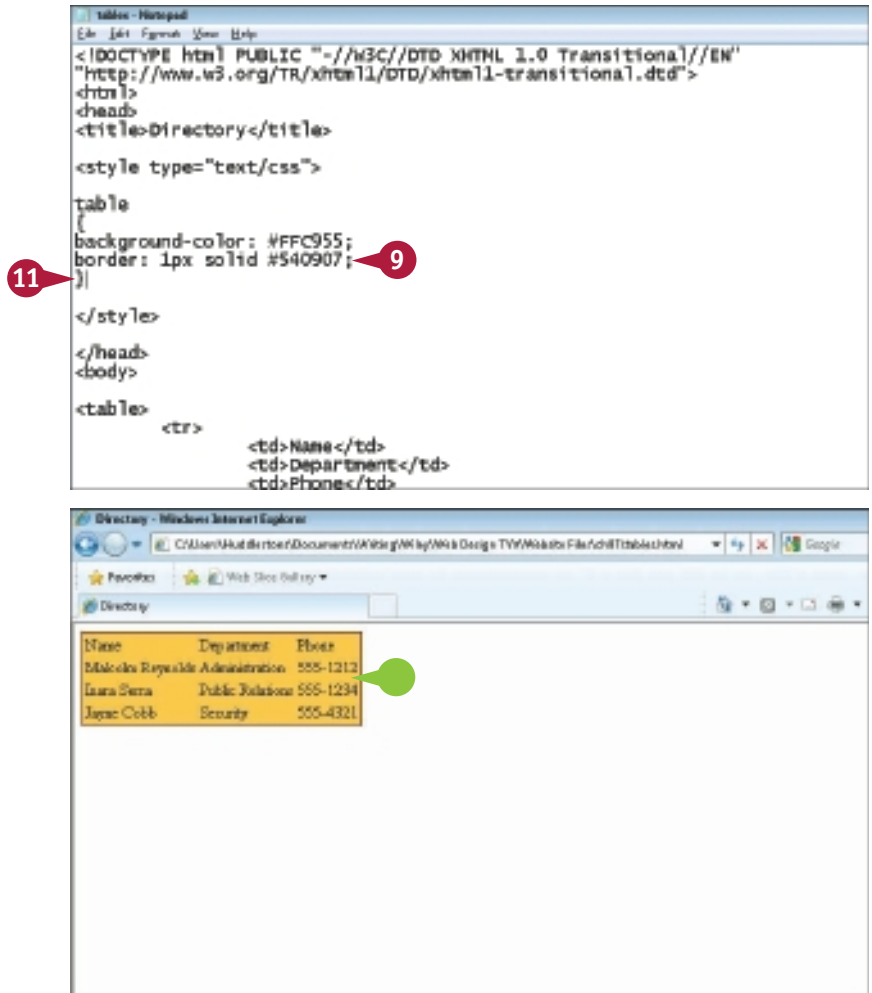 tables - Notepad
File Edit Format View Help
<!DOCTYPE html PUBLIC "-//W3C//DTD XHTML 1.0 Transitional//EN"
"http://www.w3.org/TR/xhtml1/DTD/xhtml1-transitional.dtd">
<html>
<head>
<title>Directory</title>
<style type="text/css">
table
{
background-color: #FFC955;
border: 1px solid #540907;
9
11
}
</style>
</head>
<body>
<table>
<tr>
<td>Name</td>
<td>Department</td>
<td>Phone</td>
Directory - Windows Internet Explorer
Google
Favorites Web Slice Gallery
Directory
Name Department Phone
Malcolm Reynolds Administration 555-1212
Inara Serra Public Relations 555-1234
Jayne Cobb Security 555-4321